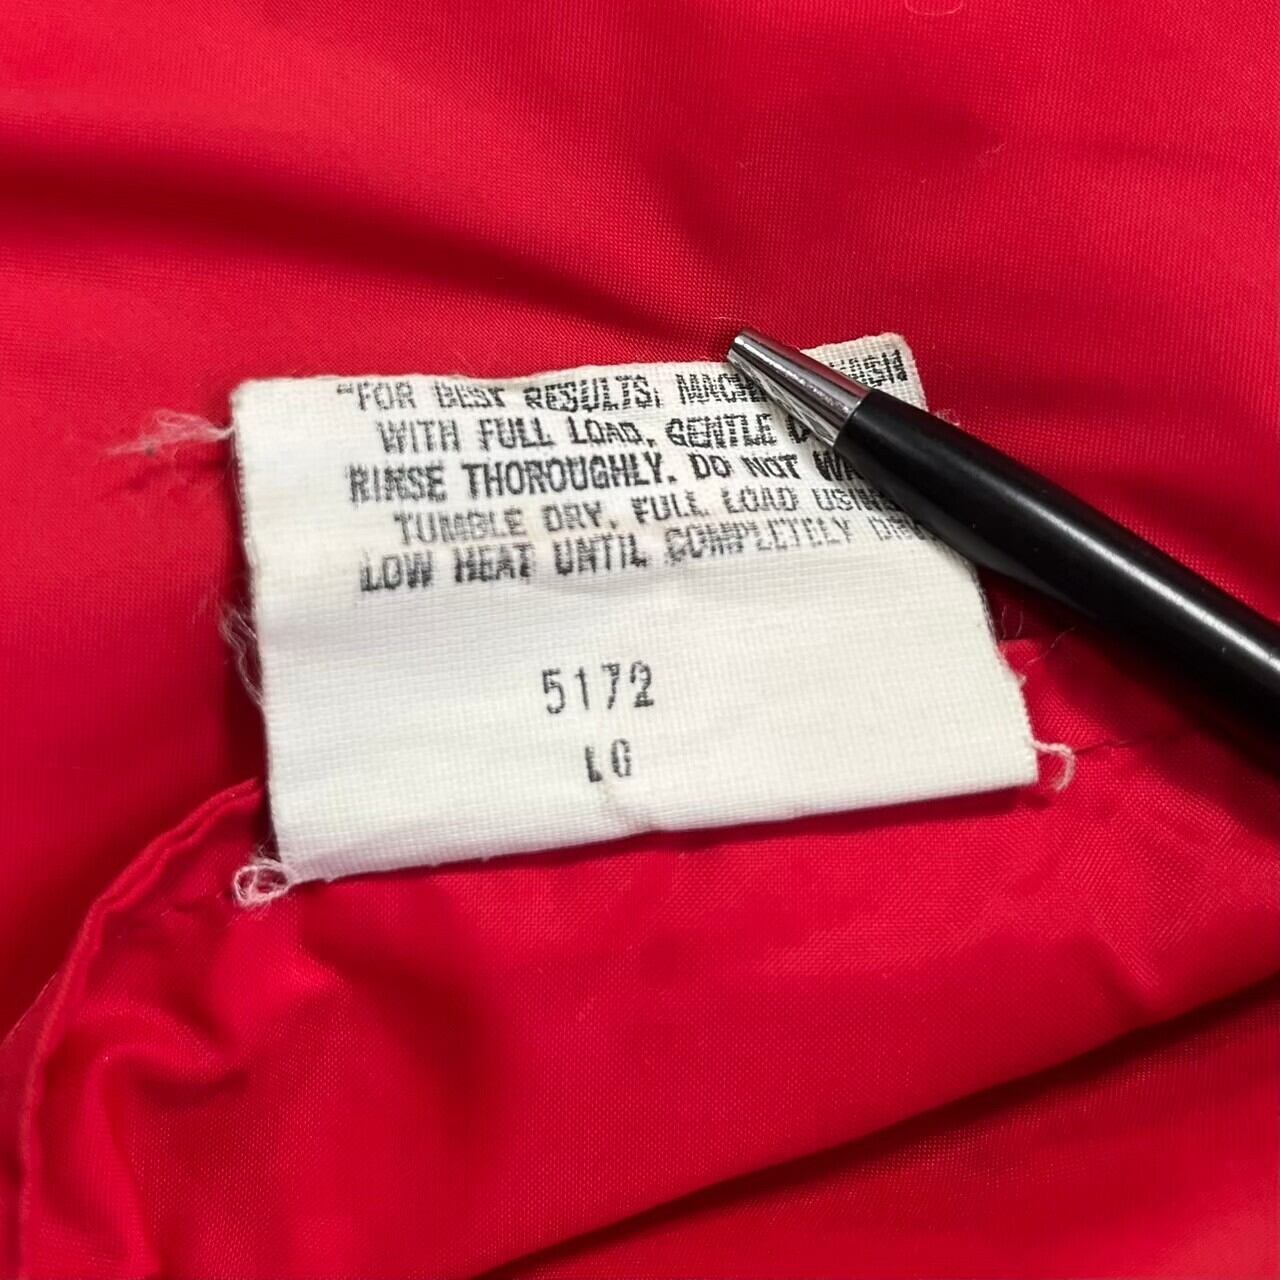 "FOR BEST RESULTS, MACHINE WASH
WITH FULL LOAD, GENTLE
RINSE THOROUGHLY. DO NOT
TUMBLE DRY, FULL LOAD USING
LOW HEAT UNTIL COMPLETELY
5172
LG